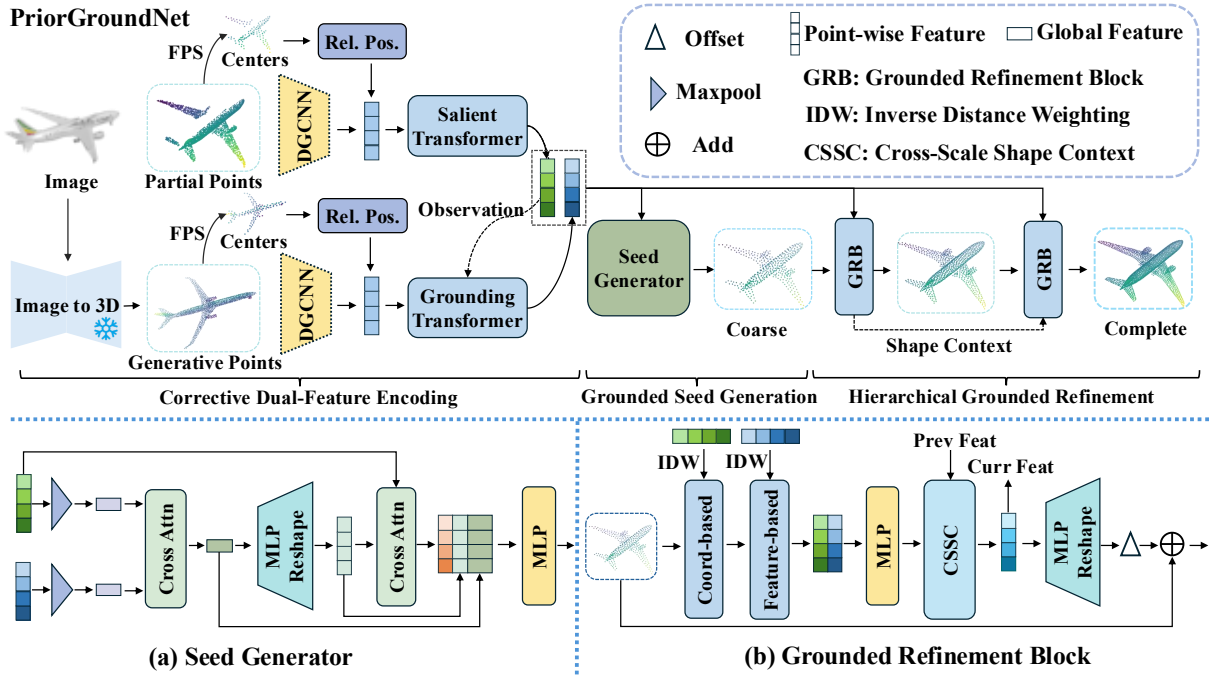 PriorGroundNet
FPS
Centers
Rel. Pos.
DGCNN
Salient
Transformer
Image
Partial Points
Observation
FPS
Centers
Rel. Pos.
Image to 3D
DGCNN
Grounding
Transformer
Generative Points
Offset
Point-wise Feature
Global Feature
Maxpool
GRB: Grounded Refinement Block
IDW: Inverse Distance Weighting
Add
CSSC: Cross-Scale Shape Context
Seed
Generator
Coarse
GRB
GRB
Shape Context
Complete
Corrective Dual-Feature Encoding
Grounded Seed Generation
Hierarchical Grounded Refinement
Cross Attn
MLP
Reshape
Cross Attn
MLP
(a) Seed Generator
IDW
IDW
Prev Feat
Curr Feat
Coord-based
Feature-based
MLP
CSSC
MLP
Reshape
(b) Grounded Refinement Block